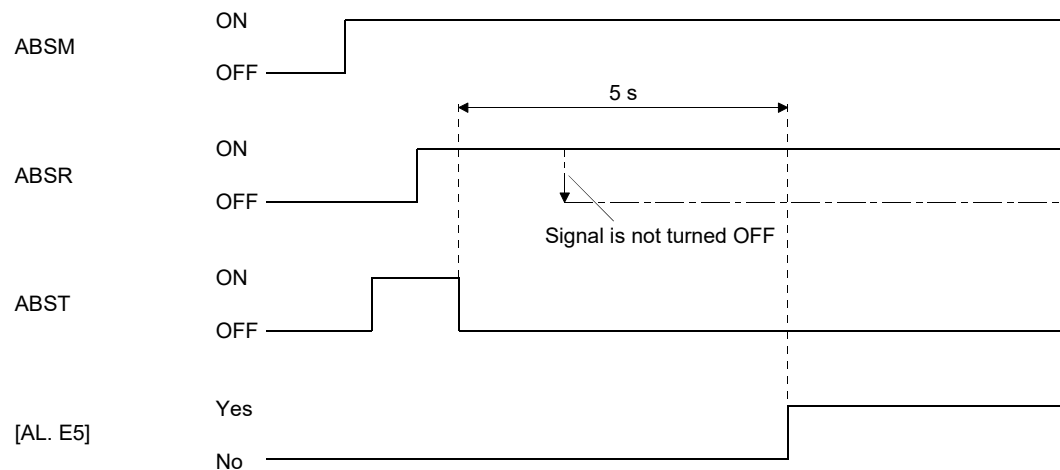 ON
ABSM
OFF
5 s
ON
ABSR
OFF
Signal is not turned OFF
ON
ABST
OFF
Yes
[AL. E5]
No